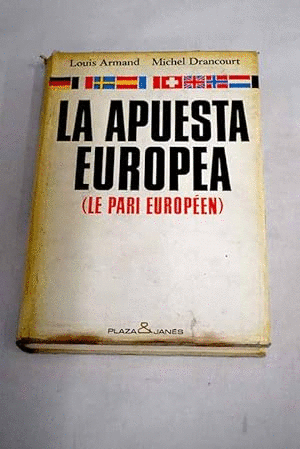 Louis Armand Michel Drancourt
LA APUESTA
EUROPEA
(LE PARI EUROPÉEN)
PLAZA & JANÉS